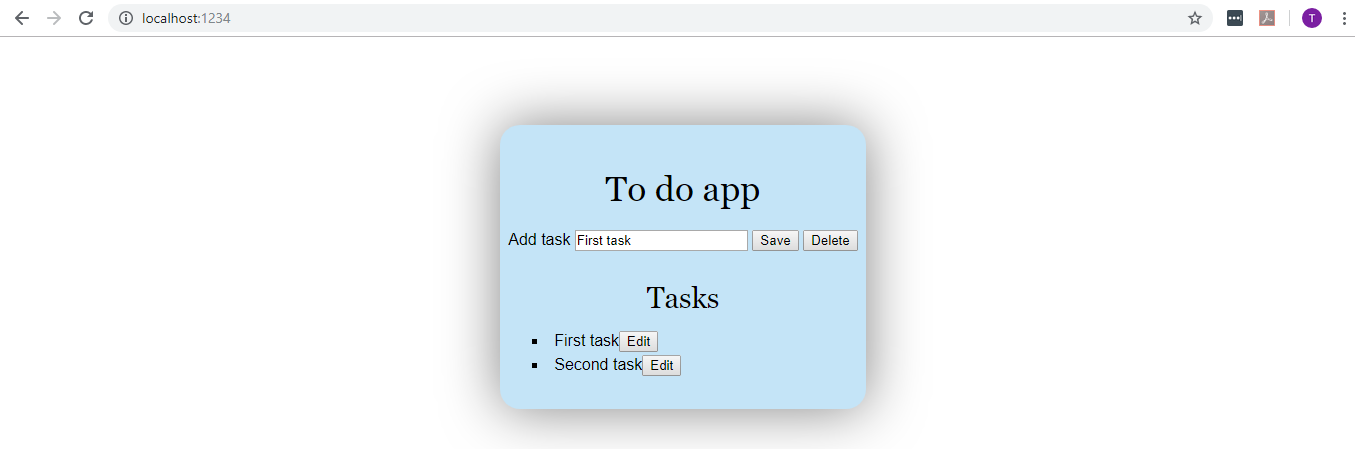 localhost:1234
T
To do app
Add task First task Save Delete
Tasks
First task Edit
Second task Edit